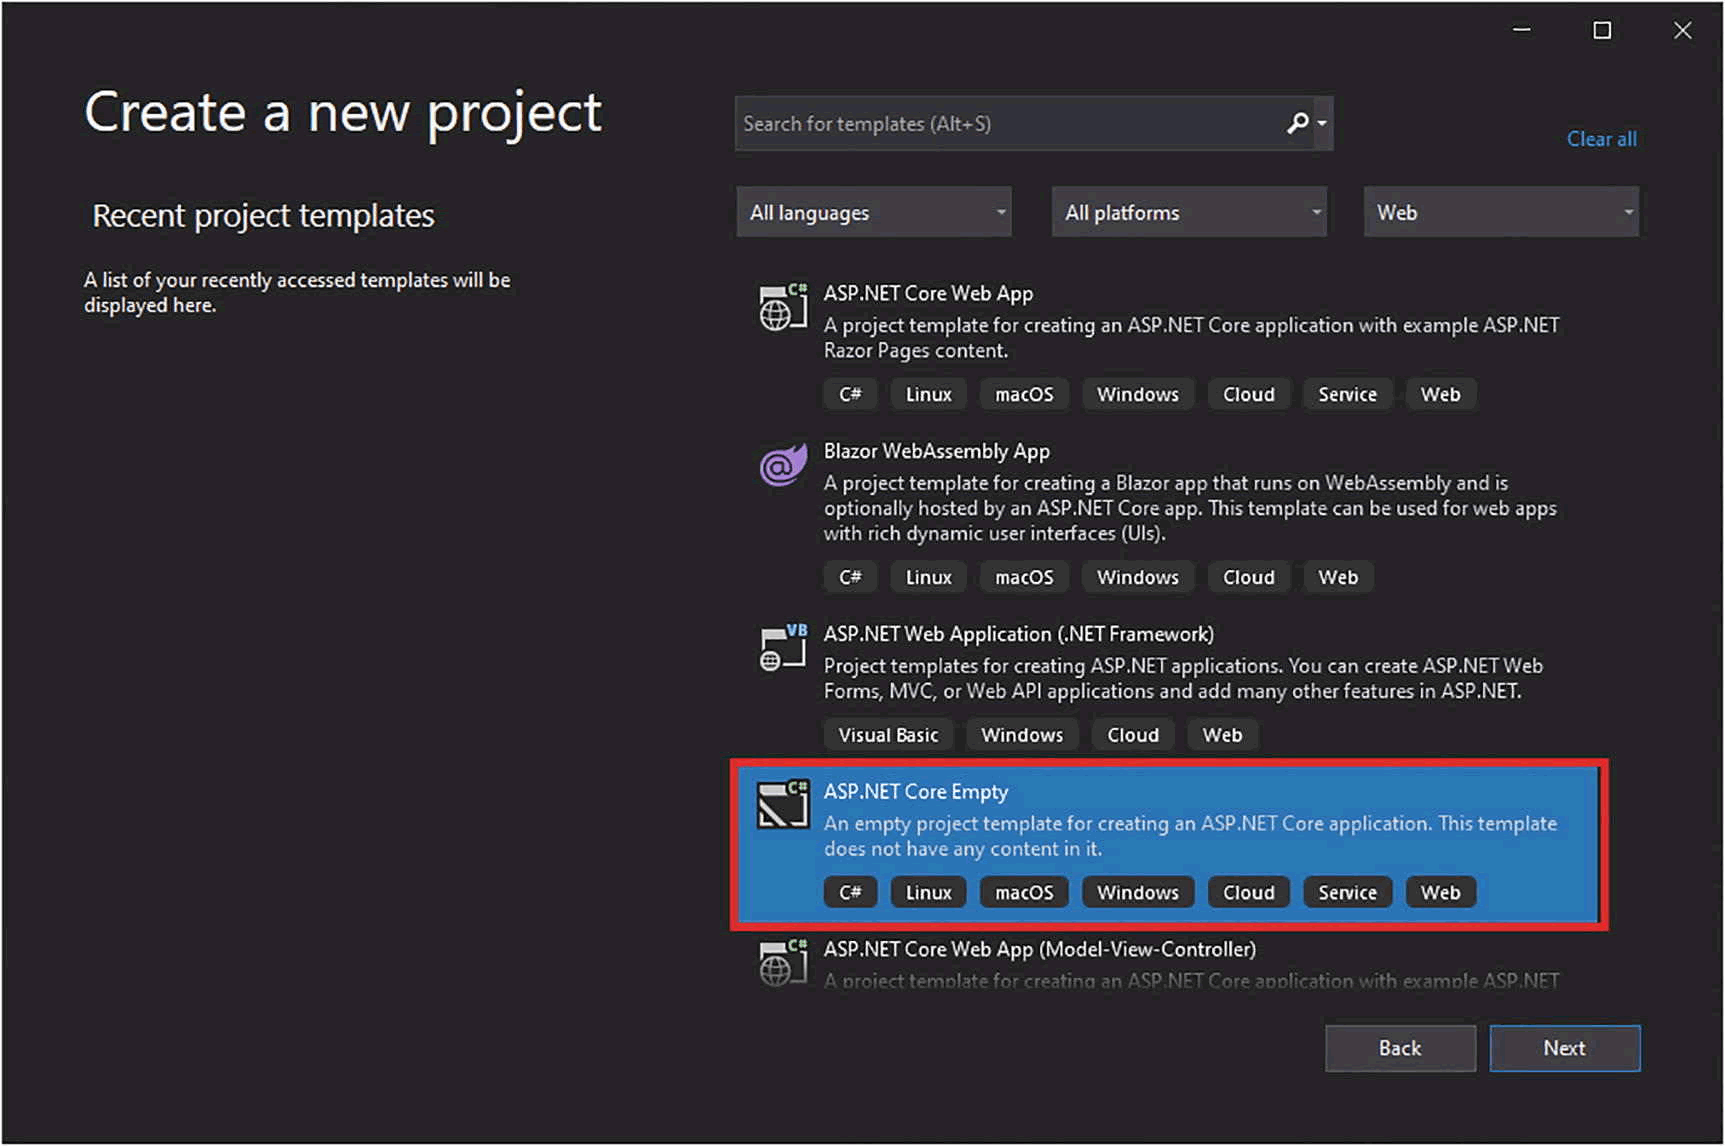 Create a new project
Search for templates (Alt+S)
Clear all
Recent project templates
All languages
All platforms
Web
A list of your recently accessed templates will be
displayed here.
C#
ASP.NET Core Web App
A project template for creating an ASP.NET Core application with example ASP.NET
Razor Pages content.
C# Linux macOS Windows Cloud Service Web
@
Blazor WebAssembly App
A project template for creating a Blazor app that runs on WebAssembly and is
optionally hosted by an ASP.NET Core app. This template can be used for web apps
with rich dynamic user interfaces (UIs).
C# Linux macOS Windows Cloud Web
VB
ASP.NET Web Application (.NET Framework)
Project templates for creating ASP.NET applications. You can create ASP.NET Web
Forms, MVC, or Web API applications and add many other features in ASP.NET.
Visual Basic Windows Cloud Web
C#
ASP.NET Core Empty
An empty project template for creating an ASP.NET Core application. This template
does not have any content in it.
C# Linux macOS Windows Cloud Service Web
C#
ASP.NET Core Web App (Model-View-Controller)
A project template for creating an ASP.NET Core application with example ASP.NET
Back
Next